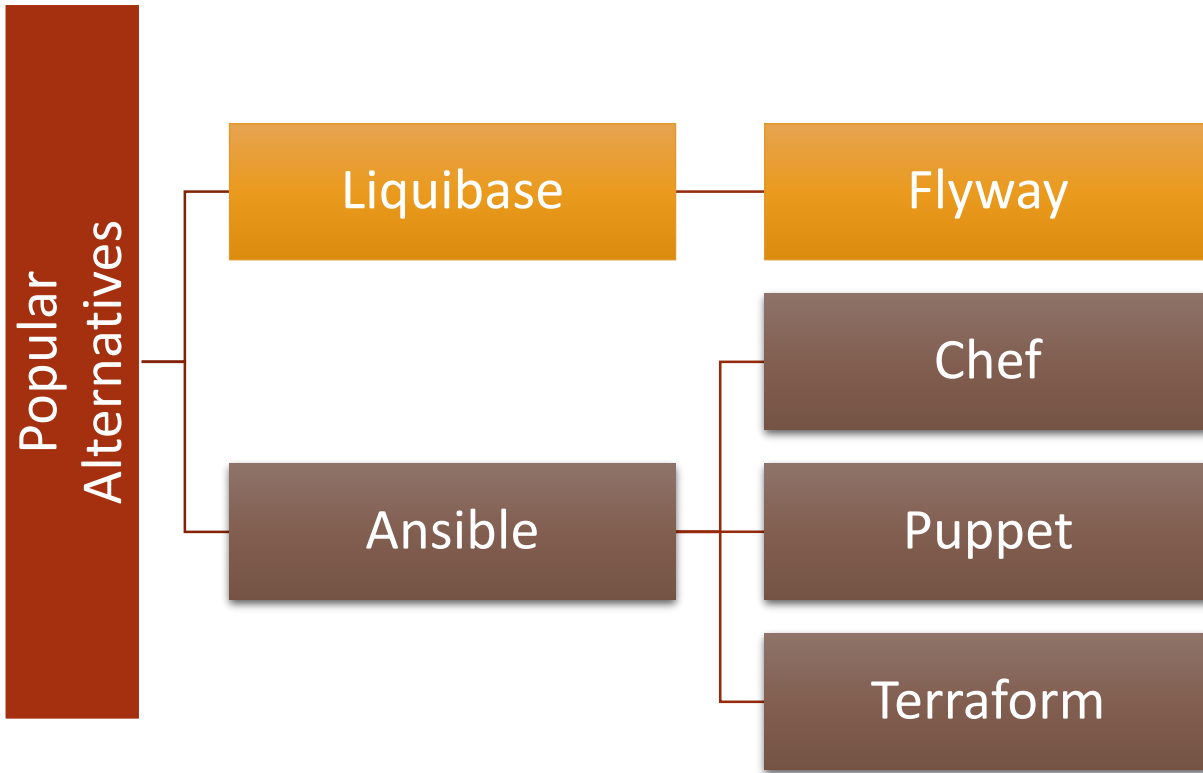 Popular
Alternatives
Liquibase
Flyway
Ansible
Chef
Puppet
Terraform